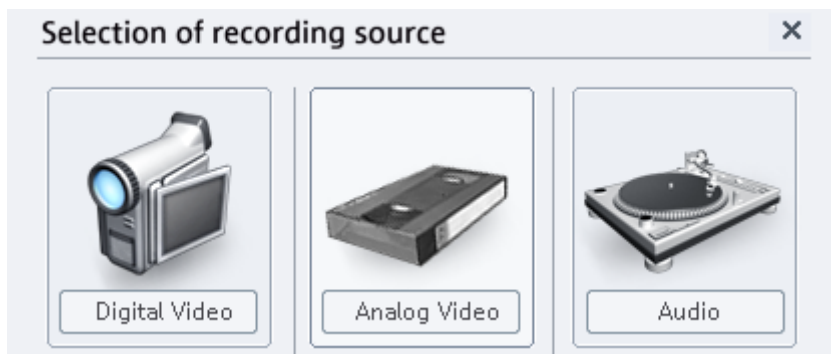 Selection of recording source
Digital Video
Analog Video
Audio